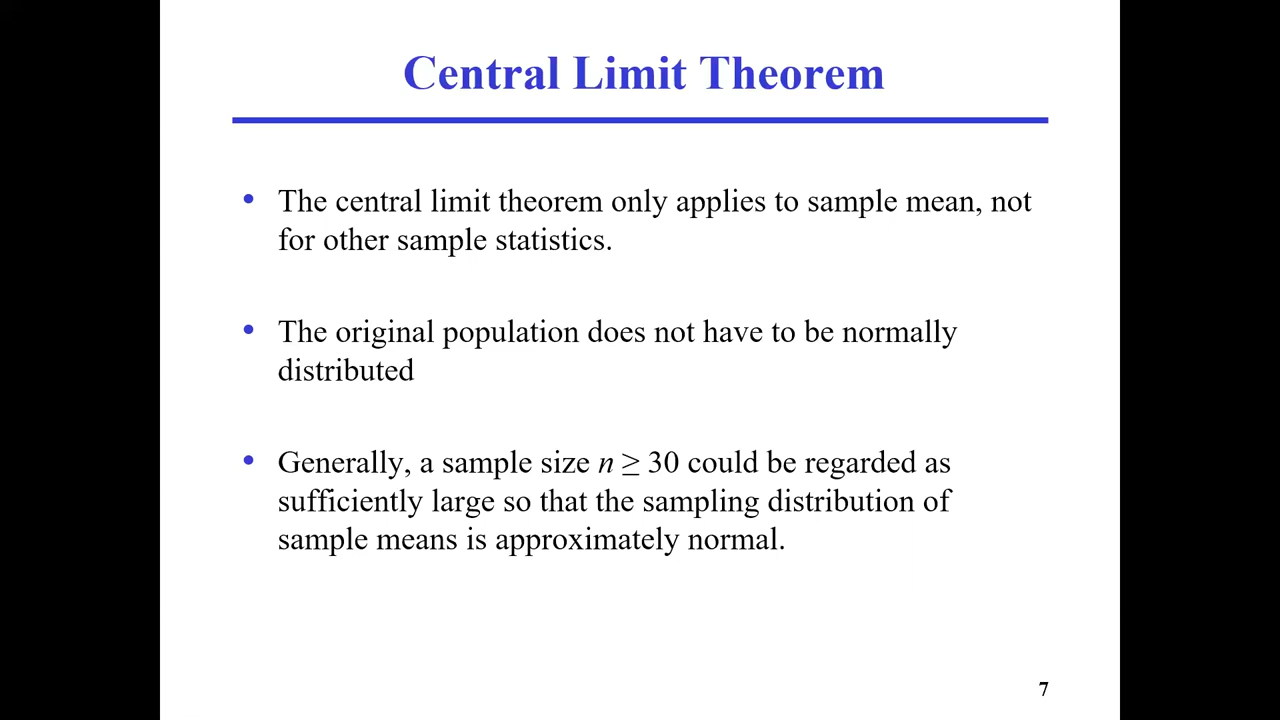 Central Limit Theorem
• The central limit theorem only applies to sample mean, not
for other sample statistics.
• The original population does not have to be normally
distributed
• Generally, a sample size n ≥ 30 could be regarded as
sufficiently large so that the sampling distribution of
sample means is approximately normal.
7